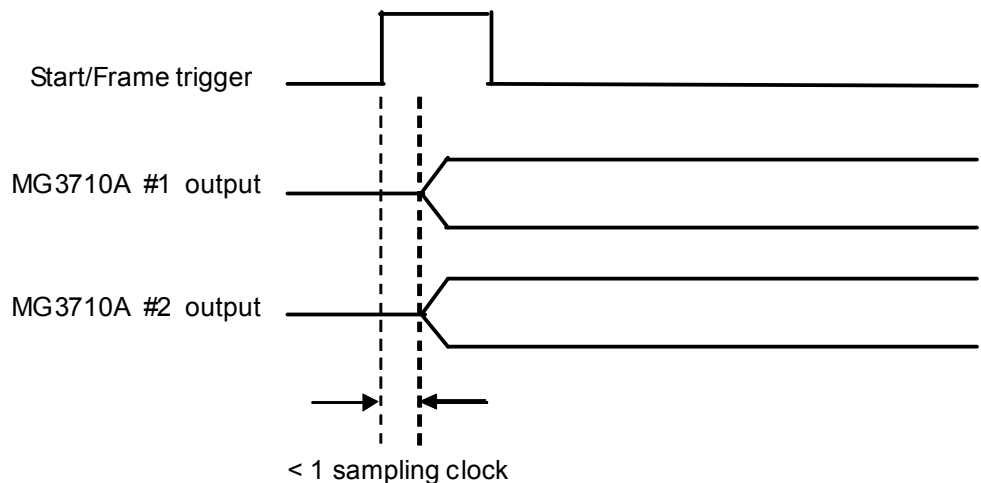 Start/Frame trigger
MG3710A #1 output
MG3710A #2 output
< 1 sampling clock